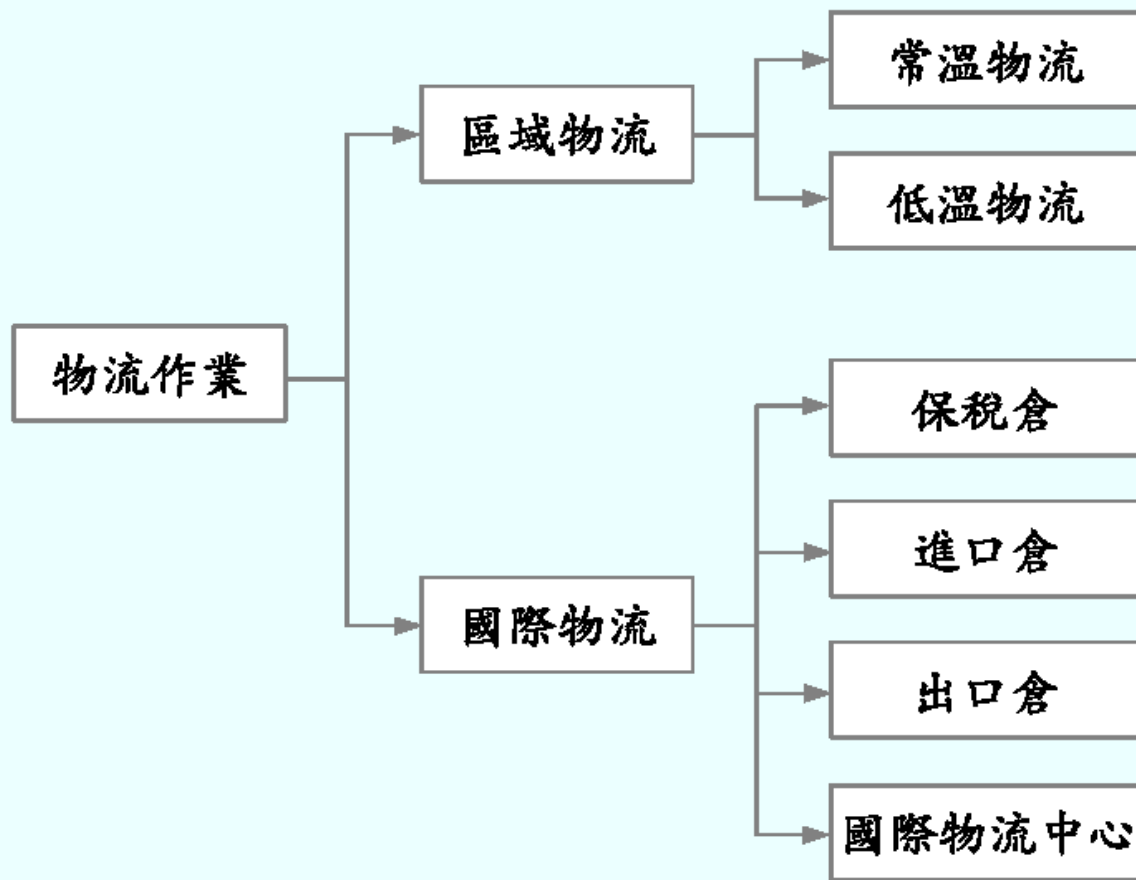 物流作業
區域物流
常溫物流
低溫物流
國際物流
保稅倉
進口倉
出口倉
國際物流中心